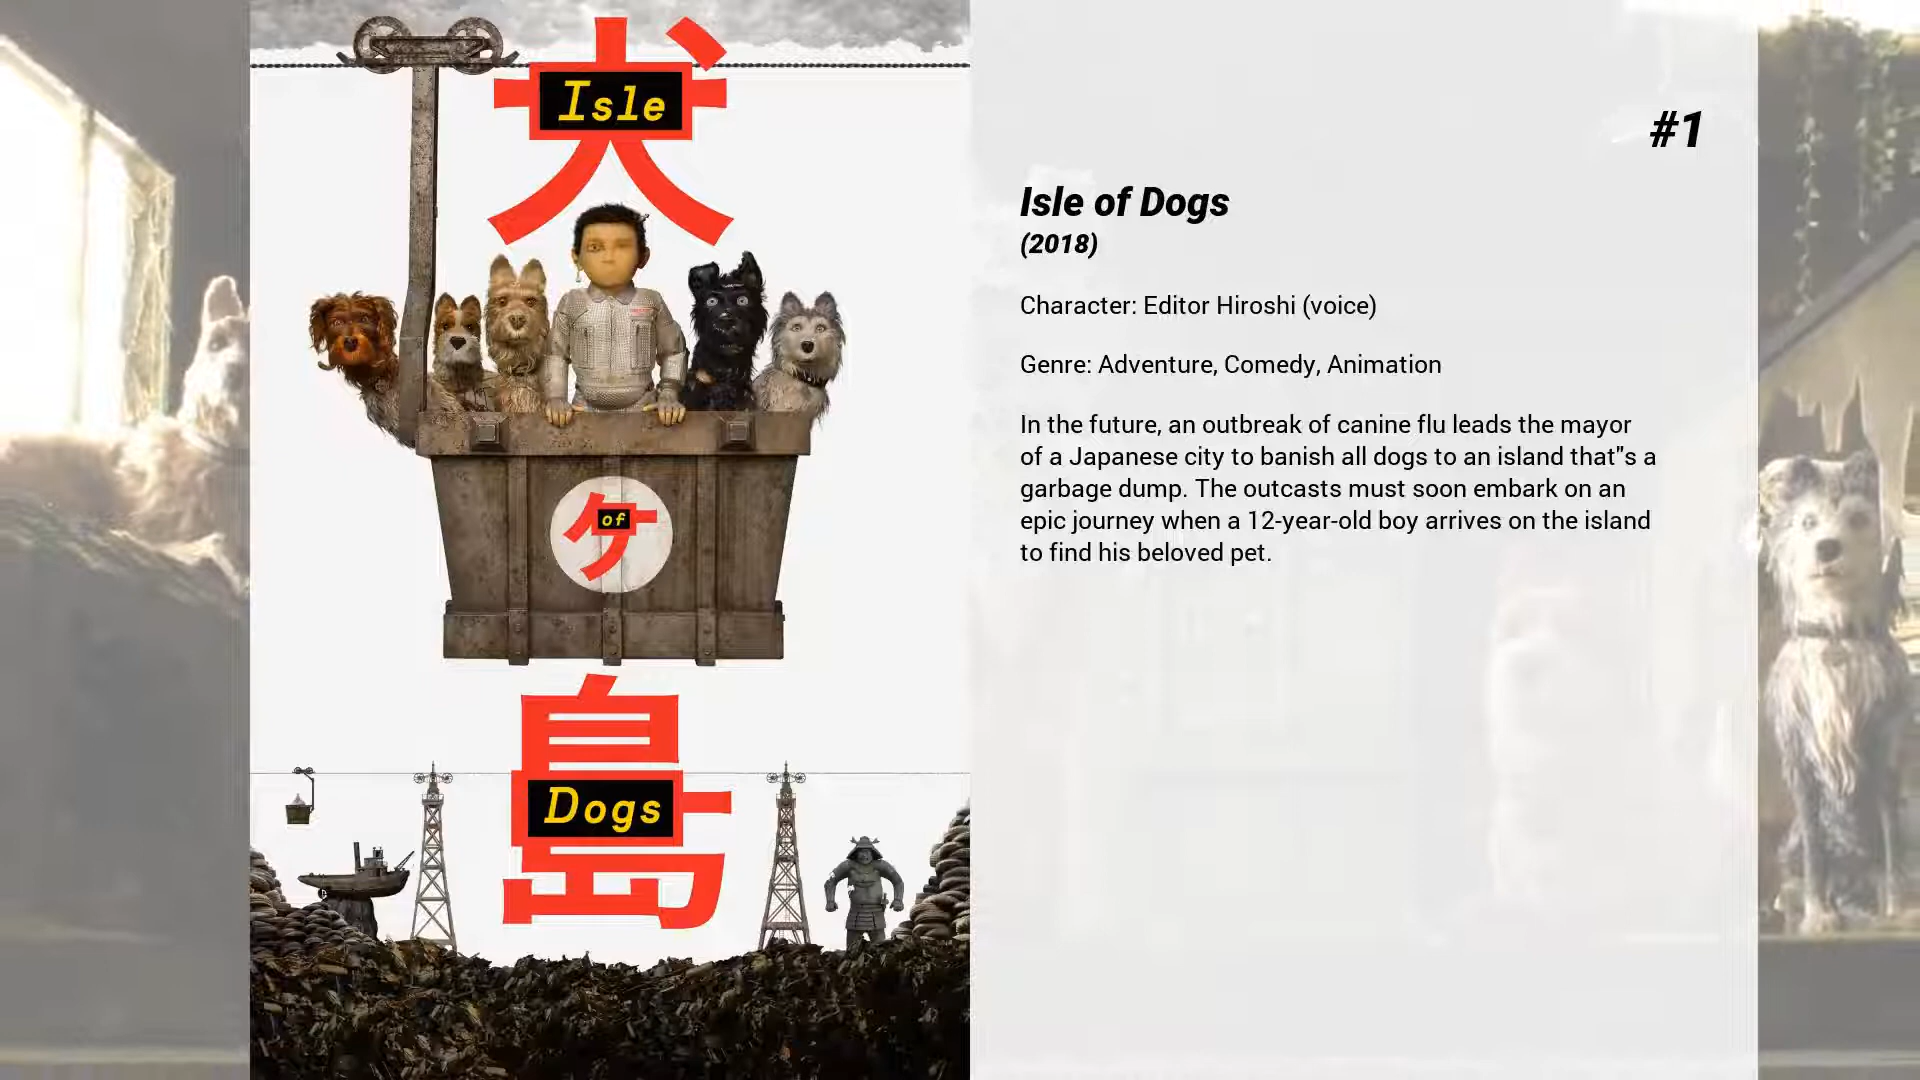 犬
Isle
ケ
of
島
Dogs
#1
Isle of Dogs
(2018)
Character: Editor Hiroshi (voice)
Genre: Adventure, Comedy, Animation
In the future, an outbreak of canine flu leads the mayor
of a Japanese city to banish all dogs to an island that"s a
garbage dump. The outcasts must soon embark on an
epic journey when a 12-year-old boy arrives on the island
to find his beloved pet.